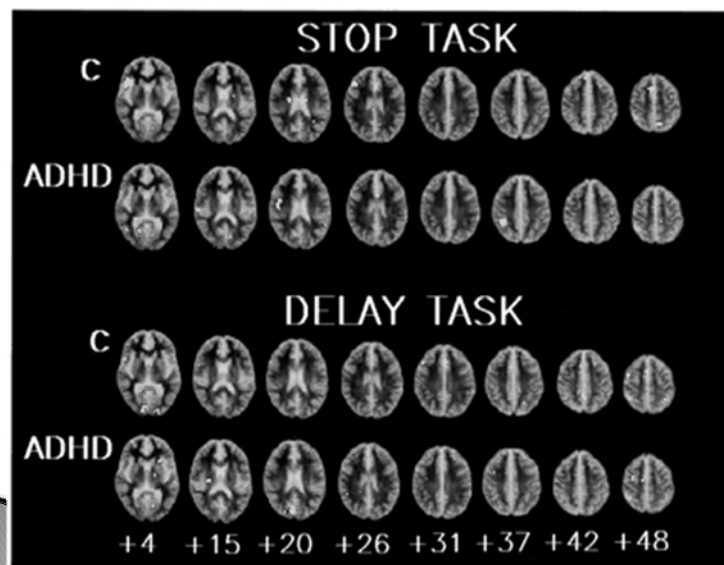 STOP TASK
C
ADHD
DELAY TASK
C
ADHD
+4 +15 +20 +26 +31 +37 +42 +48